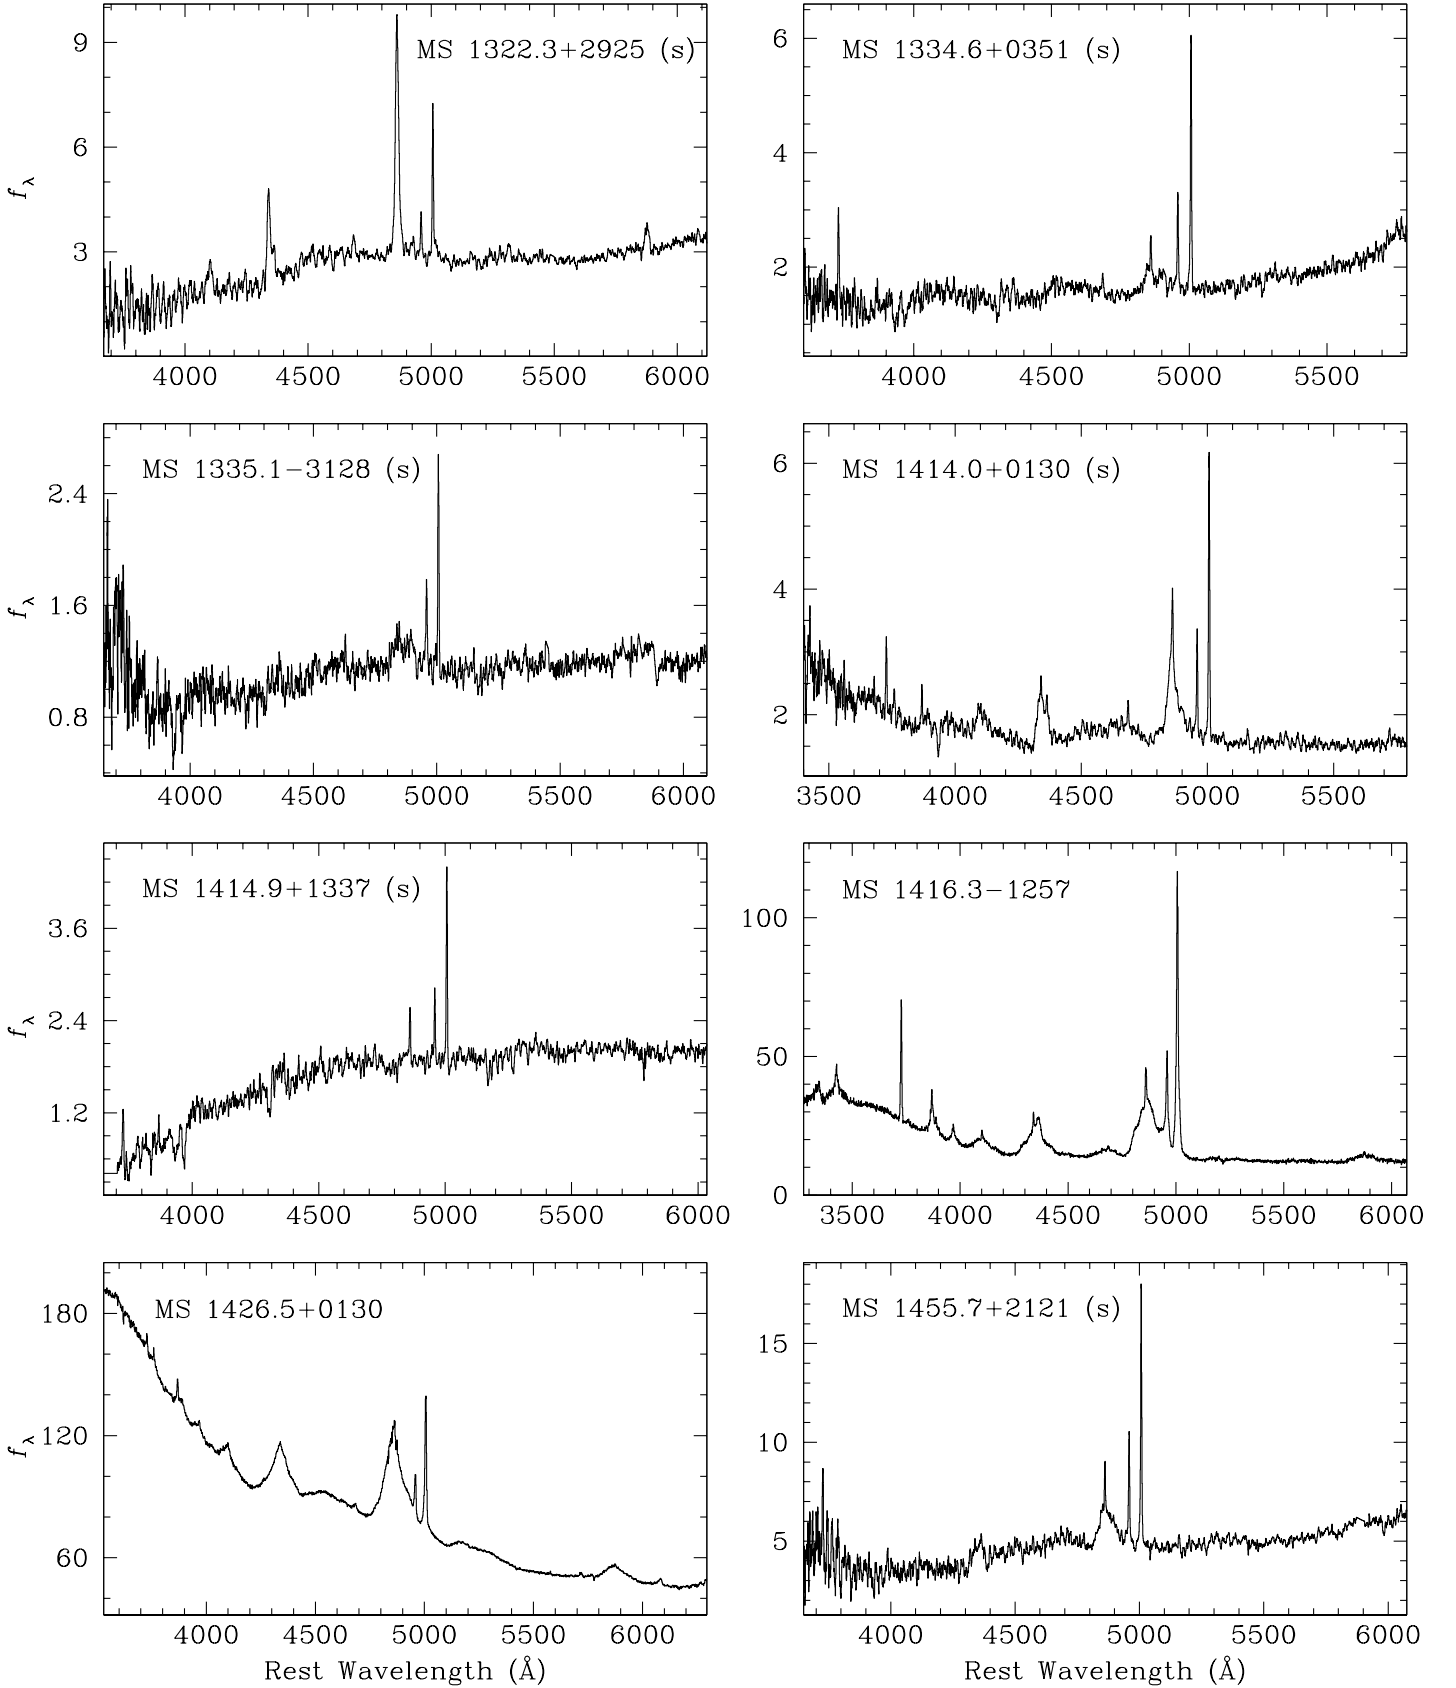 MS 1322.3+2925 (s)
9
6
3
f λ
4000 4500 5000 5500 6000
MS 1334.6+0351 (s)
6
4
2
4000 4500 5000 5500
MS 1335.1−3128 (s)
2.4
1.6
0.8
f λ
4000 4500 5000 5500 6000
MS 1414.0+0130 (s)
6
4
2
3500 4000 4500 5000 5500
MS 1414.9+1337 (s)
3.6
2.4
1.2
f λ
4000 4500 5000 5500 6000
MS 1416.3−1257
100
50
0
3500 4000 4500 5000 5500 6000
MS 1426.5+0130
180
120
60
f λ
4000 4500 5000 5500 6000
Rest Wavelength (Å)
MS 1455.7+2121 (s)
15
10
5
4000 4500 5000 5500 6000
Rest Wavelength (Å)